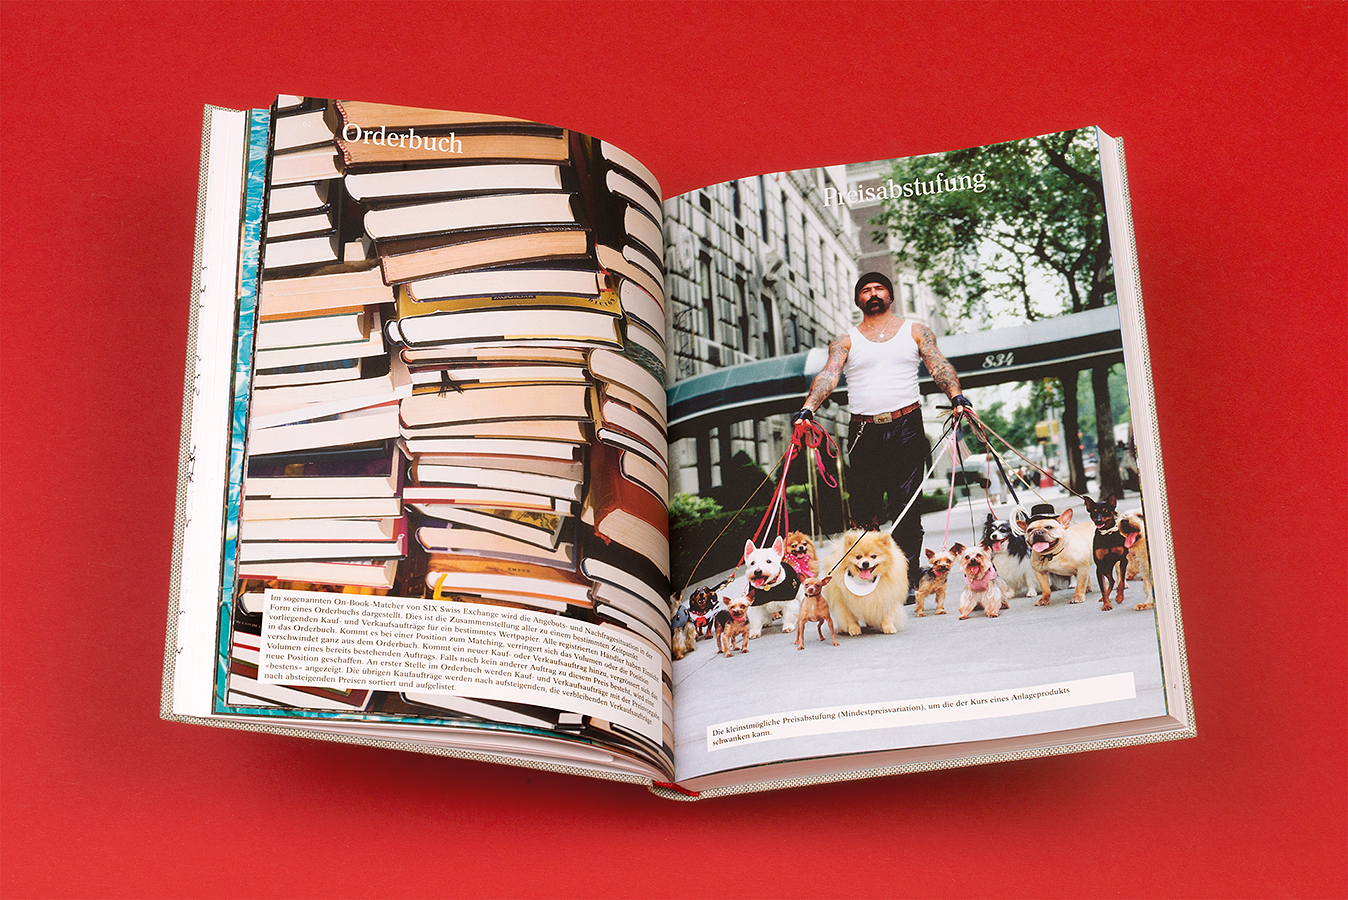 Orderbuch
Im sogenannten On-Book-Matcher von SIX Swiss Exchange wird die Angebots- und Nachfragesituation in der
Form eines Orderbuchs dargestellt. Dies ist die Zusammenstellung aller zu einem bestimmten Zeitpunkt
vorliegenden Kauf- und Verkaufsaufträge für ein bestimmtes Wertpapier. Alle registrierten Händler haben Einsicht
in das Orderbuch. Kommt es bei einer Position zum Matching, verringert sich das Volumen oder die Position
verschwindet ganz aus dem Orderbuch. Kommt ein neuer Kauf- oder Verkaufsauftrag hinzu, vergrössert sich das
Volumen eines bereits bestehenden Auftrags. Falls noch kein anderer Auftrag zu diesem Preis besteht, wird eine
neue Position geschaffen. An erster Stelle im Orderbuch werden Kauf- und Verkaufsaufträge mit der Preisvorgabe
«bestens» angezeigt. Die übrigen Kaufaufträge werden nach aufsteigenden, die verbleibenden Verkaufsaufträge
nach absteigenden Preisen sortiert und aufgelistet.
Preisabstufung
834
Die kleinstmögliche Preisabstufung (Mindestpreisvariation), um die der Kurs eines Anlageprodukts
schwanken kann.